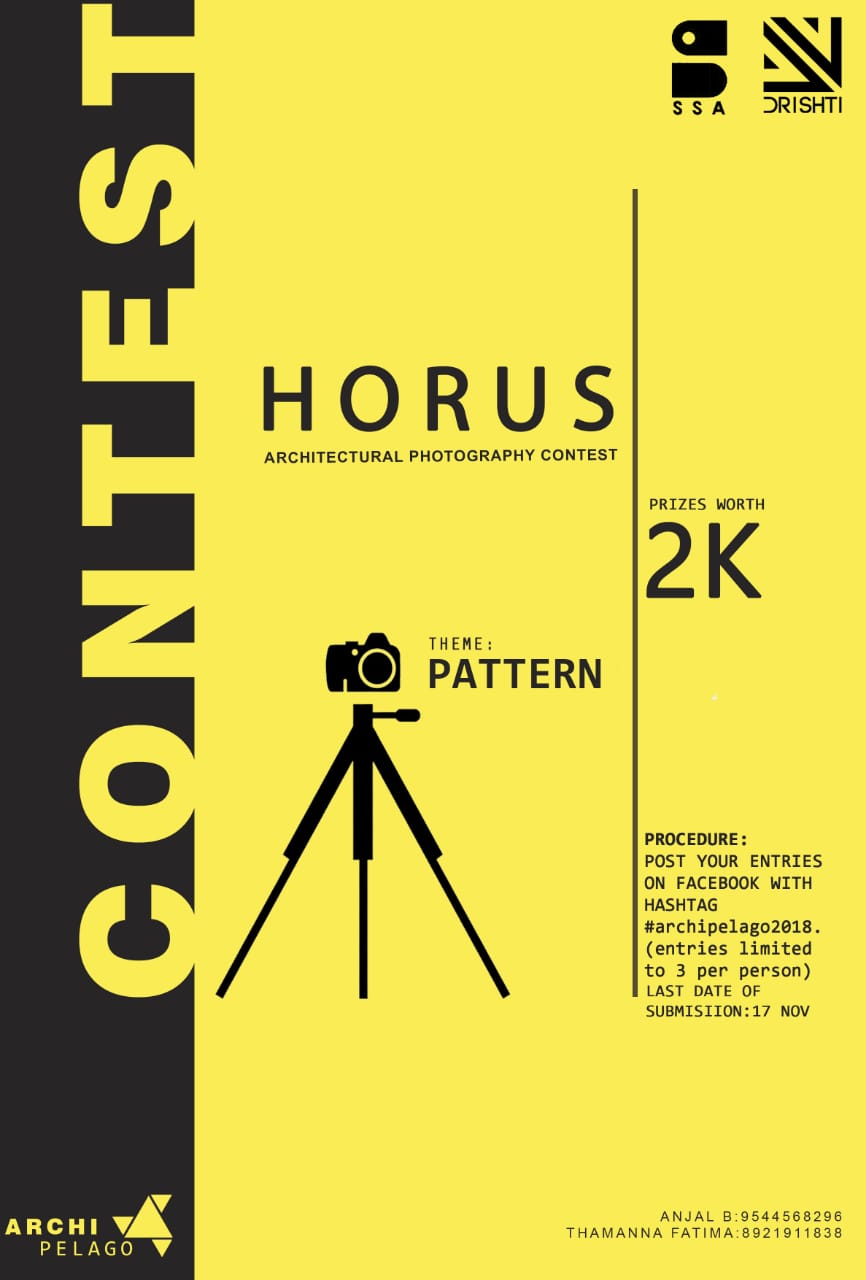 CONTEST
SSA
DRISHTI
HORUS
ARCHITECTURAL PHOTOGRAPHY CONTEST
PRIZES WORTH
2K
THEME:
PATTERN
PROCEDURE:
POST YOUR ENTRIES
ON FACEBOOK WITH
HASHTAG
#archipelago2018.
(entries limited
to 3 per person)
LAST DATE OF
SUBMISIION:17 NOV
ARCHI
PELAGO
ANJAL B:9544568296
THAMANNA FATIMA:8921911838